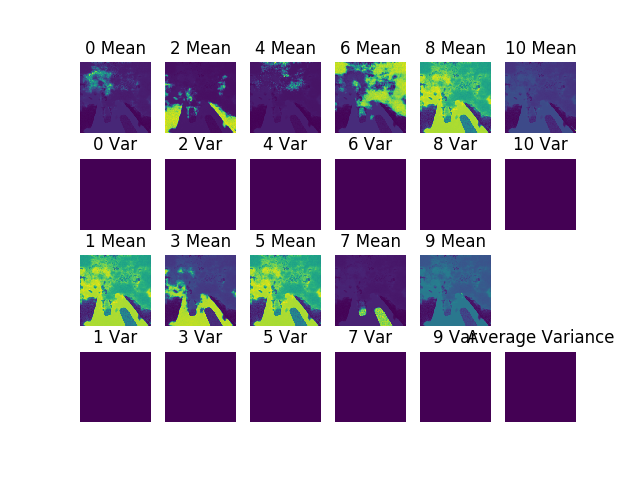 0 Mean 2 Mean 4 Mean 6 Mean 8 Mean 10 Mean
0 Var 2 Var 4 Var 6 Var 8 Var 10 Var
1 Mean 3 Mean 5 Mean 7 Mean 9 Mean
1 Var 3 Var 5 Var 7 Var 9 Var Average Variance